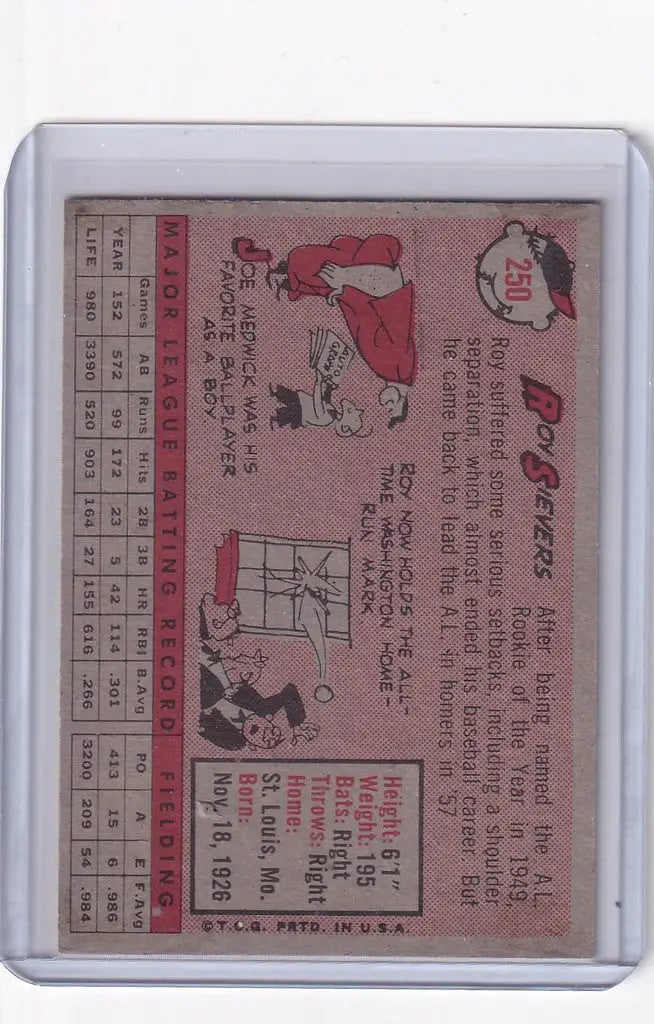 250
ROY SIEVERS After being named the A.L.
Rookie of the Year in 1949,
Roy suffered some serious setbacks, including a shoulder
separation, which almost ended his baseball career. But
he came back to lead the A.L. in homers in '57
AUTO
GRAPH
JOE MEDWICK WAS HIS
FAVORITE BALLPLAYER
AS A BOY
ROY NOW HOLDS THE ALL-
TIME WASHINGTON HOME-
RUN MARK
Height: 6'1"
Weight: 195
Bats: Right
Throws: Right
Home:
St. Louis, Mo.
Born:
Nov. 18, 1926
©T.C.G. PRTD. IN U.S.A.
MAJOR LEAGUE BATTING RECORD FIELDING
Games AB Runs Hits 2B 3B HR RBI B.Avg PO A E F.Avg
YEAR 152 572 99 172 23 5 42 114 .301 413 15 6 .986
LIFE 980 3390 520 903 164 27 155 616 .266 3200 209 54 .984